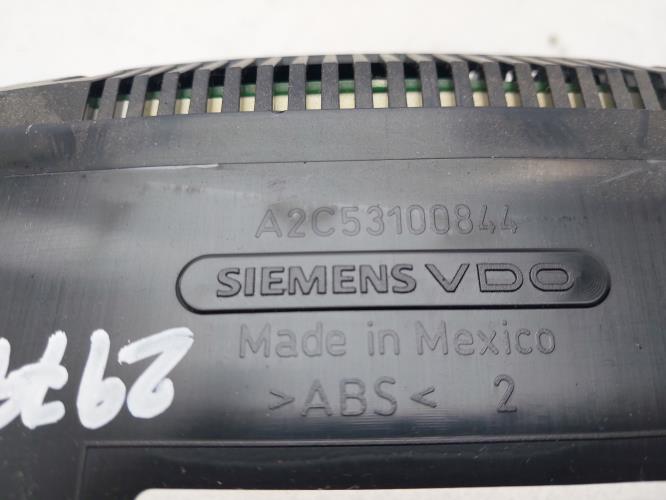 A2C53100844
SIEMENS VDO
Made in Mexico
>ABS< 2